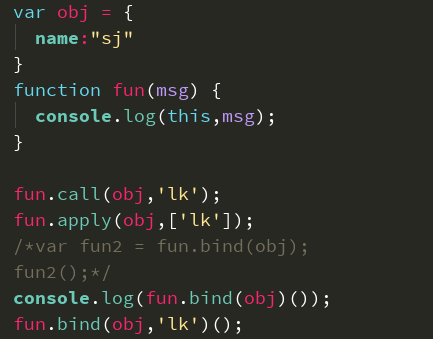 var obj = {
  name:"sj"
}
function fun(msg) {
  console.log(this,msg);
}
fun.call(obj,'lk');
fun.apply(obj,['lk']);
/*var fun2 = fun.bind(obj);
fun2();*/
console.log(fun.bind(obj)());
fun.bind(obj,'lk')();